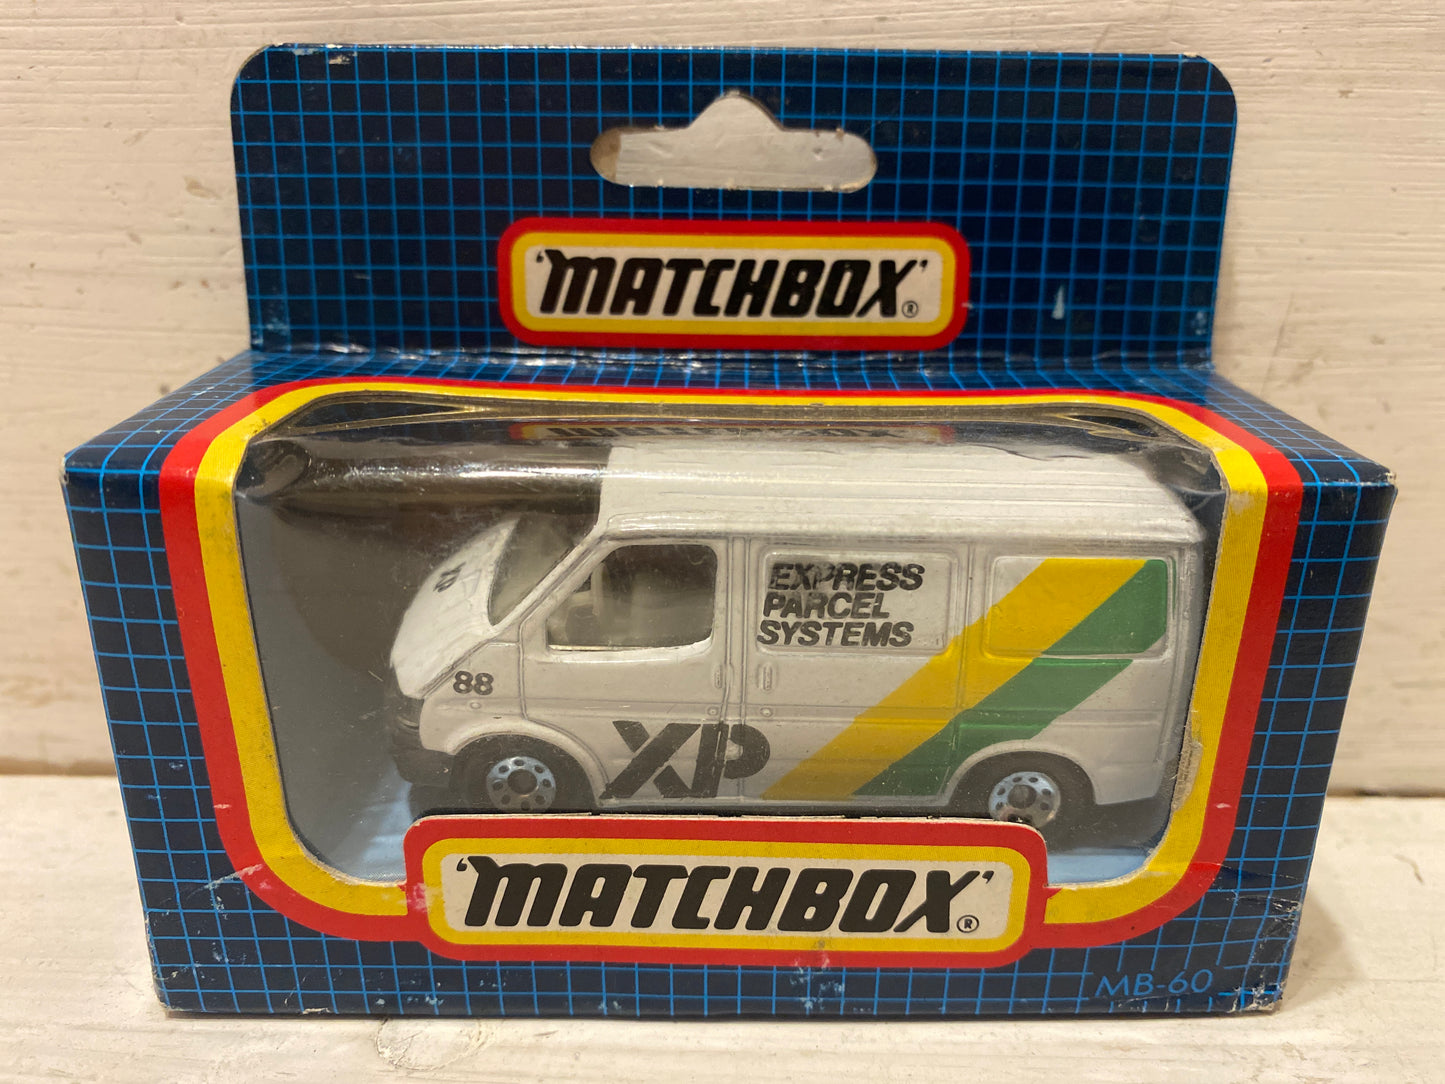 'MATCHBOX'®
EXPRESS
PARCEL
SYSTEMS
88
XP
'MATCHBOX'®
MB-60